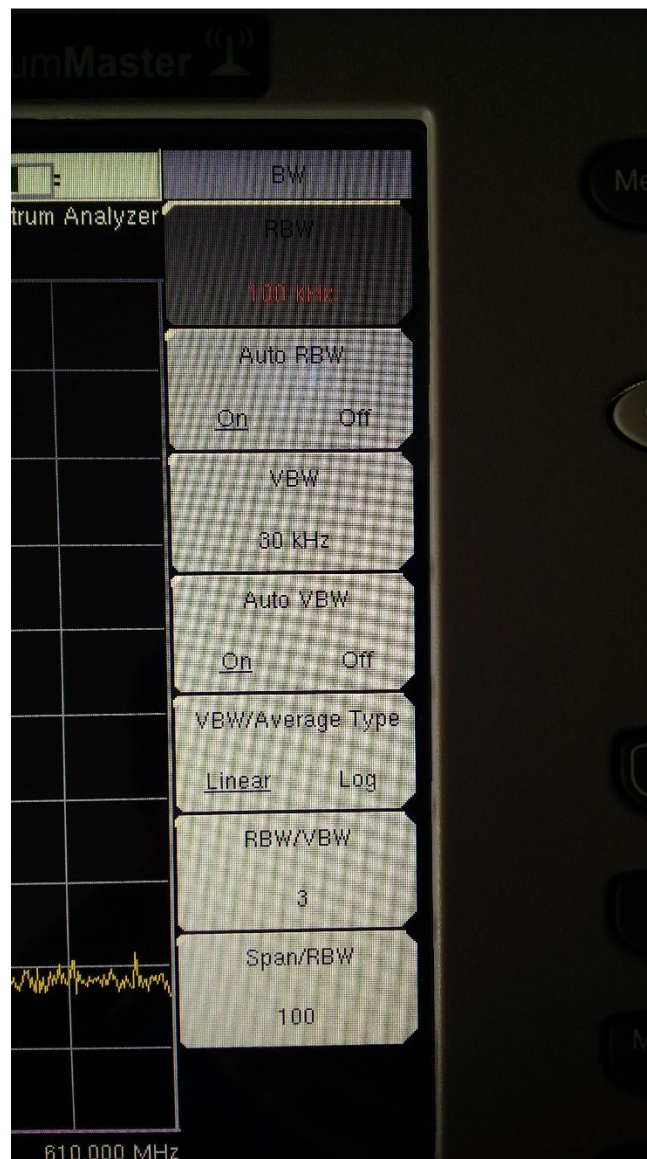 umMaster
BW
trum Analyzer
RBW
100 kHz
Auto RBW
On Off
VBW
30 kHz
Auto VBW
On Off
VBW/Average Type
Linear Log
RBW/VBW
3
Span/RBW
100
610.000 MHz
Me
M